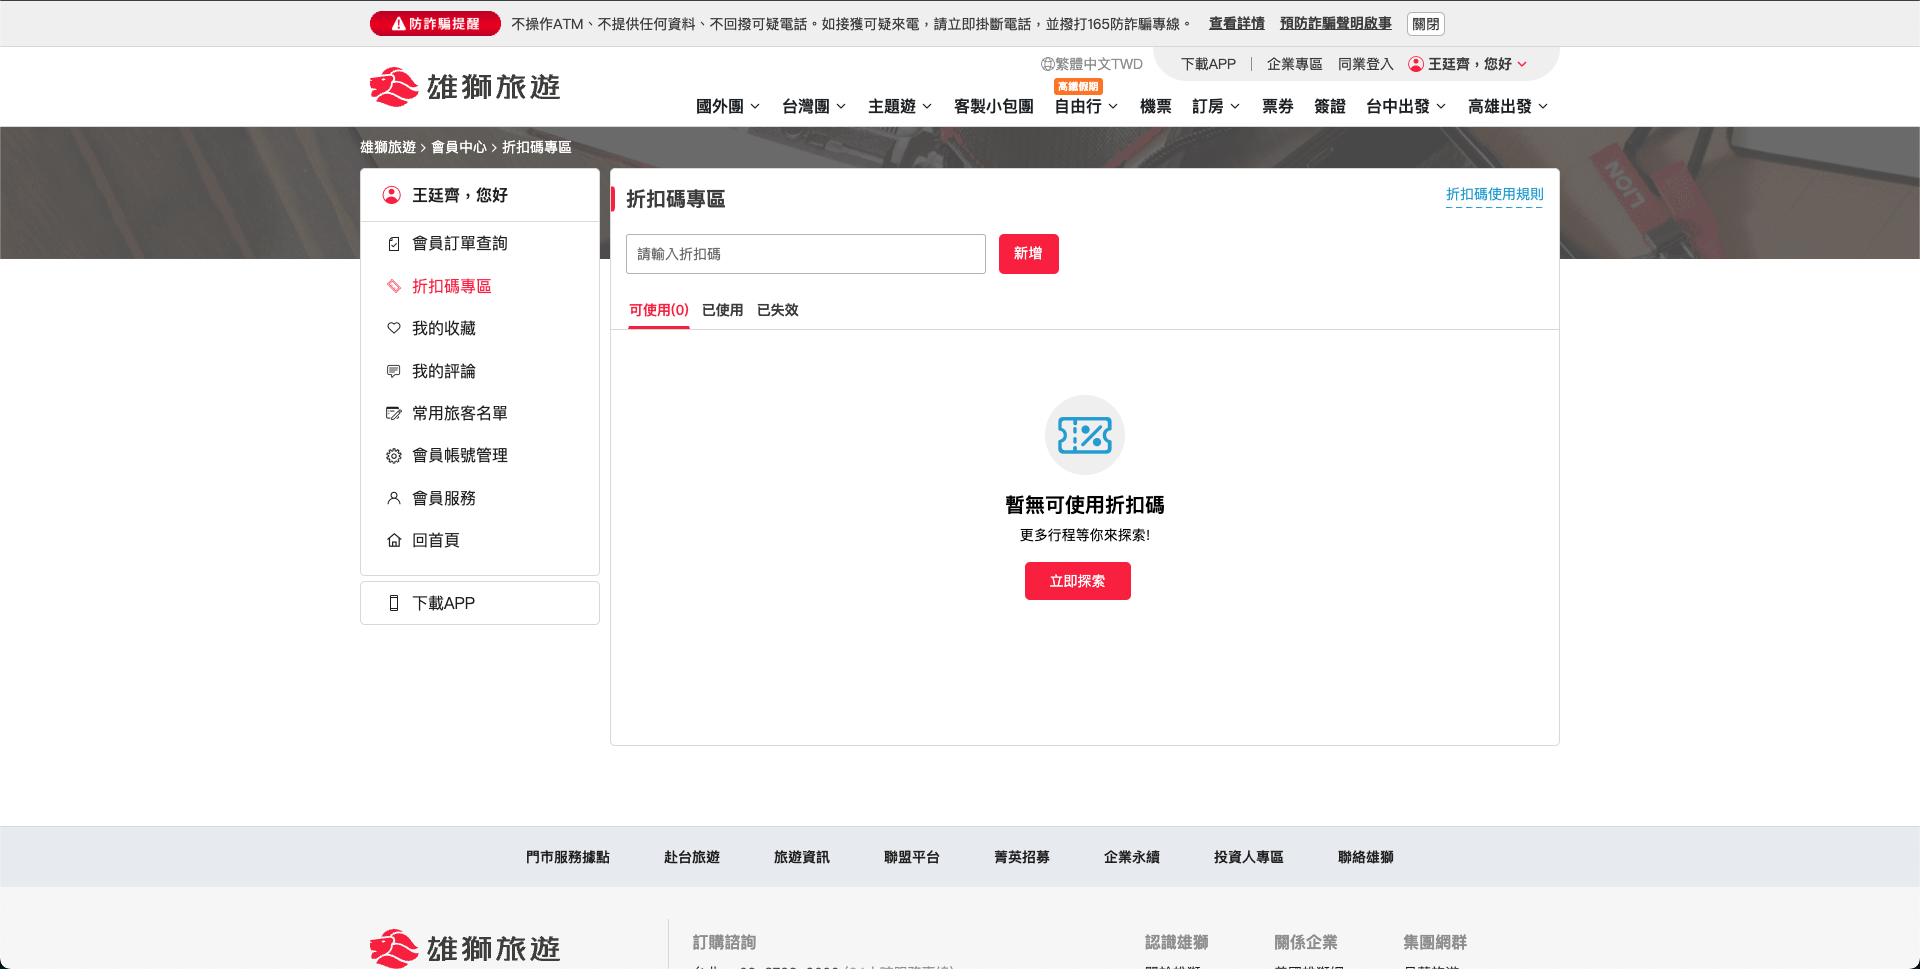 防詐騙提醒 不操作ATM、不提供任何資料、不回撥可疑電話。如接獲可疑來電，請立即掛斷電話，並撥打165防詐騙專線。 查看詳情 預防詐騙聲明啟事 關閉
繁體中文TWD 下載APP 企業專區 同業登入 王廷齊，您好
雄獅旅遊
高鐵假期
國外團 台灣團 主題遊 客製小包團 自由行 機票 訂房 票券 簽證 台中出發 高雄出發
雄獅旅遊 > 會員中心 > 折扣碼專區
LION
王廷齊，您好
會員訂單查詢
折扣碼專區
我的收藏
我的評論
常用旅客名單
會員帳號管理
會員服務
回首頁
下載APP
折扣碼專區 折扣碼使用規則
請輸入折扣碼 新增
可使用(0) 已使用 已失效
暫無可使用折扣碼
更多行程等你來探索!
立即探索
門市服務據點 赴台旅遊 旅遊資訊 聯盟平台 菁英招募 企業永續 投資人專區 聯絡雄獅
雄獅旅遊
訂購諮詢 認識雄獅 關係企業 集團網群